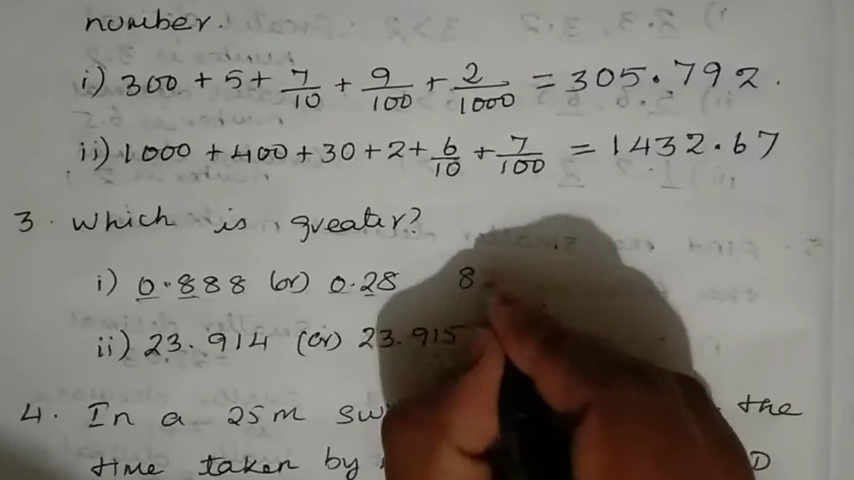 number.
i) 300 + 5 + 7/10 + 9/100 + 2/1000 = 305.792.
ii) 1000 + 400 + 30 + 2 + 6/10 + 7/100 = 1432.67
3. Which is greater?
i) 0.888 (or) 0.28 8
ii) 23.914 (or) 23.915
4. In a 25m the
time taken by